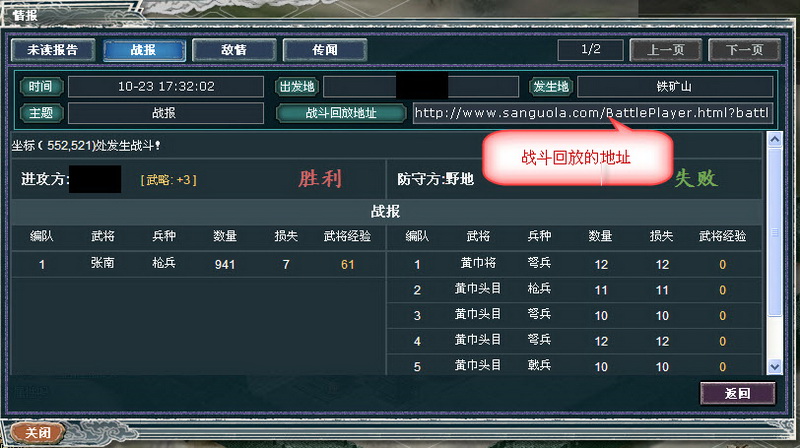 情报
未读报告 战报 敌情 传闻 1/2 上一页 下一页
时间 10-23 17:32:02 出发地 发生地 铁矿山
主题 战报 战斗回放地址 http://www.sanguola.com/BattlePlayer.html?battl
坐标(552,521)处发生战斗!
战斗回放的地址
进攻方: [武略:+3] 胜利 防守方:野地 失败
战报
编队 武将 兵种 数量 损失 武将经验 编队 武将 兵种 数量 损失 武将经验
1 张南 枪兵 941 7 61 1 黄巾将 弩兵 12 12 0
2 黄巾头目 枪兵 11 11 0
3 黄巾头目 弩兵 10 10 0
4 黄巾头目 弩兵 12 12 0
5 黄巾头目 戟兵 10 10 0
返回
关闭